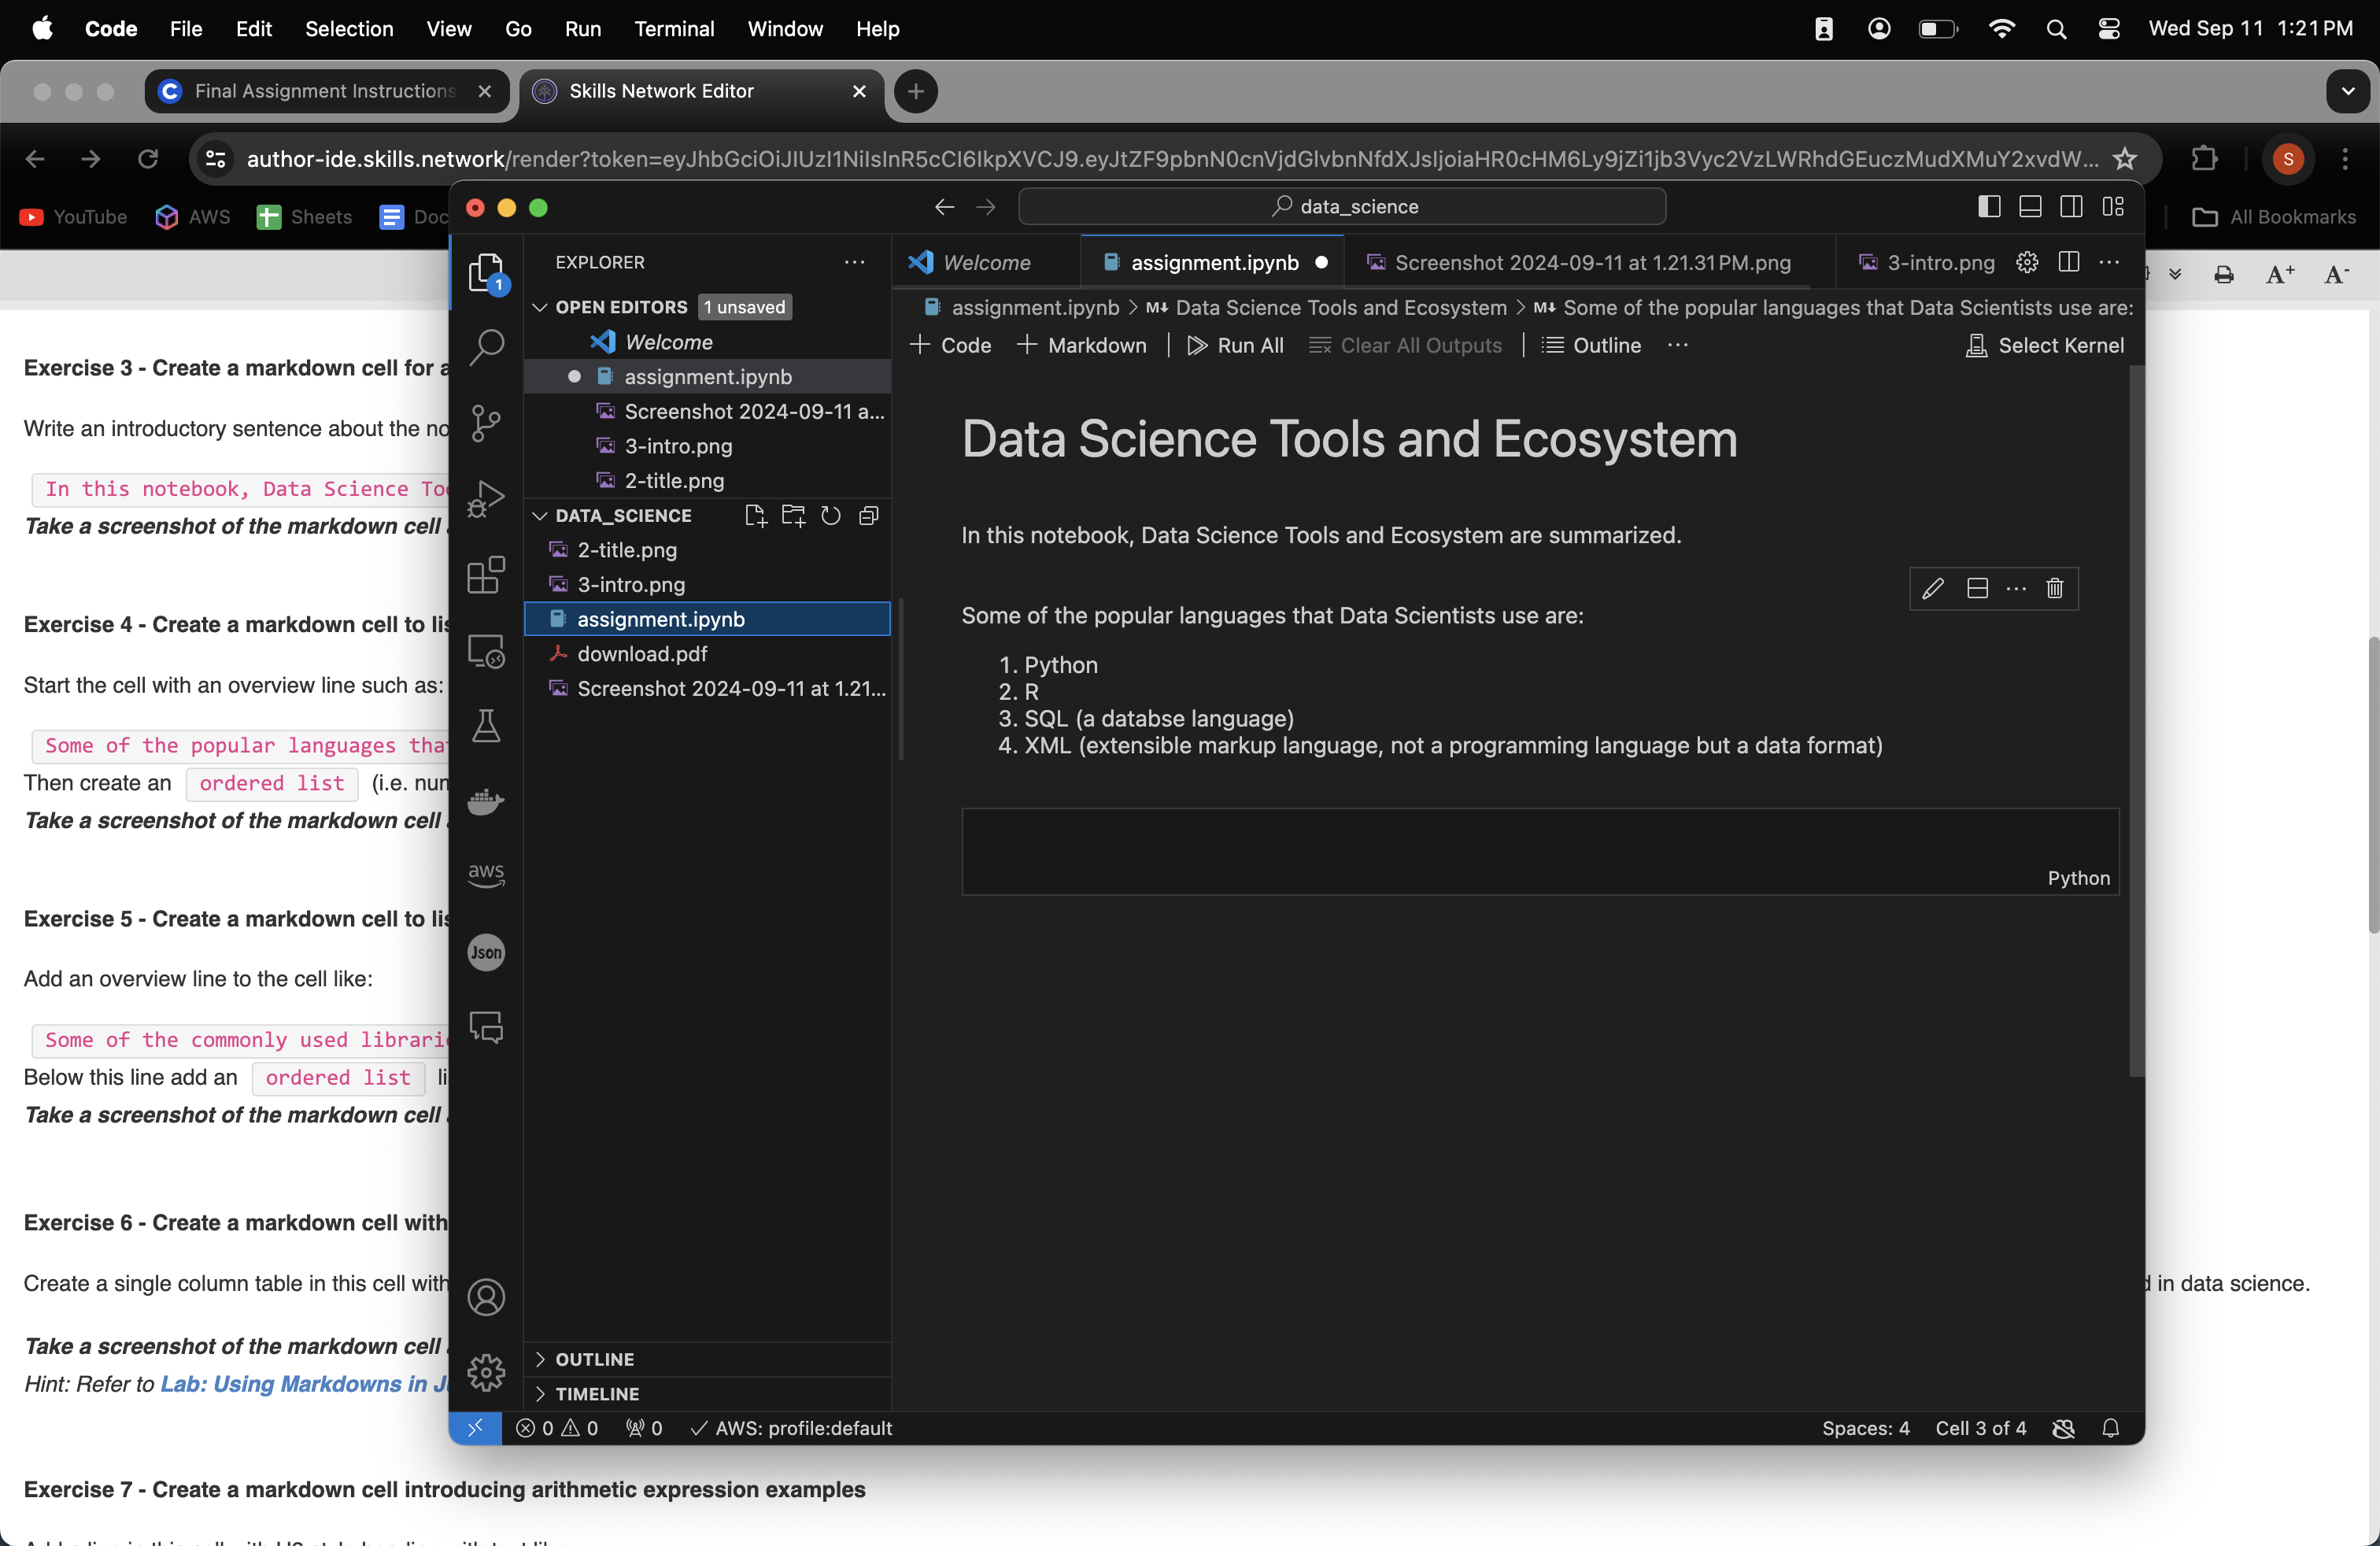 Code File Edit Selection View Go Run Terminal Window Help Wed Sep 11 1:21 PM
Final Assignment Instructions Skills Network Editor
author-ide.skills.network/render?token=eyJhbGciOiJIUzI1NiIsInR5cCI6IkpXVCJ9.eyJtZF9pbnN0cnVjdGlvbnNfdXJsIjoiaHR0cHM6Ly9jZi1jb3Vyc2VzLWRhdGEuczMudXMuY2xvdW... S
YouTube AWS Sheets Doc All Bookmarks
data_science
EXPLORER
OPEN EDITORS 1 unsaved
Welcome
assignment.ipynb
Screenshot 2024-09-11 a...
3-intro.png
2-title.png
DATA_SCIENCE
2-title.png
3-intro.png
assignment.ipynb
download.pdf
Screenshot 2024-09-11 at 1.21...
OUTLINE
TIMELINE
1
aws
Json
Welcome assignment.ipynb Screenshot 2024-09-11 at 1.21.31 PM.png 3-intro.png
assignment.ipynb > M↓ Data Science Tools and Ecosystem > M↓ Some of the popular languages that Data Scientists use are:
+ Code + Markdown Run All Clear All Outputs Outline ... Select Kernel
Data Science Tools and Ecosystem
In this notebook, Data Science Tools and Ecosystem are summarized.
Some of the popular languages that Data Scientists use are:
1. Python
2. R
3. SQL (a databse language)
4. XML (extensible markup language, not a programming language but a data format)
Python
0 0 0 AWS: profile:default Spaces: 4 Cell 3 of 4
A+ A-
Exercise 3 - Create a markdown cell for a
Write an introductory sentence about the no
In this notebook, Data Science Too
Take a screenshot of the markdown cell
Exercise 4 - Create a markdown cell to lis
Start the cell with an overview line such as:
Some of the popular languages that
Then create an ordered list (i.e. num
Take a screenshot of the markdown cell
Exercise 5 - Create a markdown cell to lis
Add an overview line to the cell like:
Some of the commonly used librarie
Below this line add an ordered list li
Take a screenshot of the markdown cell
Exercise 6 - Create a markdown cell with
Create a single column table in this cell with d in data science.
Take a screenshot of the markdown cell
Hint: Refer to Lab: Using Markdowns in Ju
Exercise 7 - Create a markdown cell introducing arithmetic expression examples